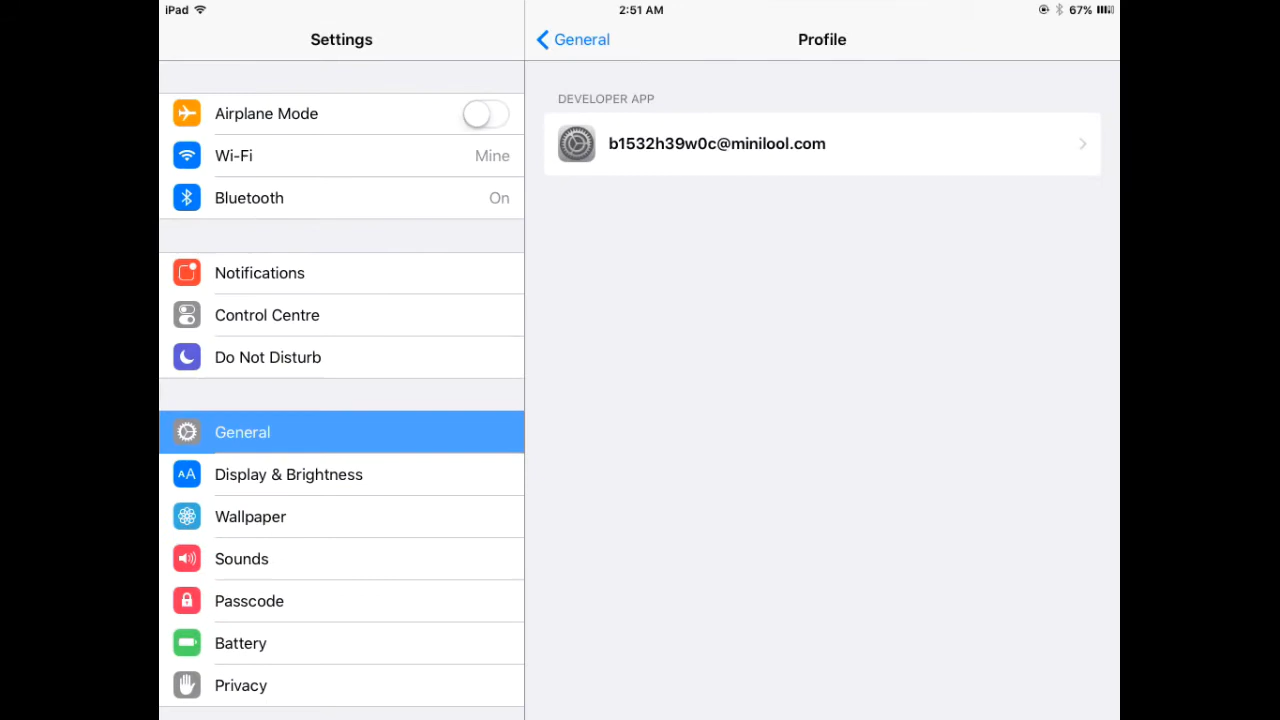 iPad
2:51 AM
67%
Settings
General
Profile
Airplane Mode
Wi-Fi
Mine
Bluetooth
On
Notifications
Control Centre
Do Not Disturb
General
Display & Brightness
Wallpaper
Sounds
Passcode
Battery
Privacy
DEVELOPER APP
b1532h39w0c@minilool.com